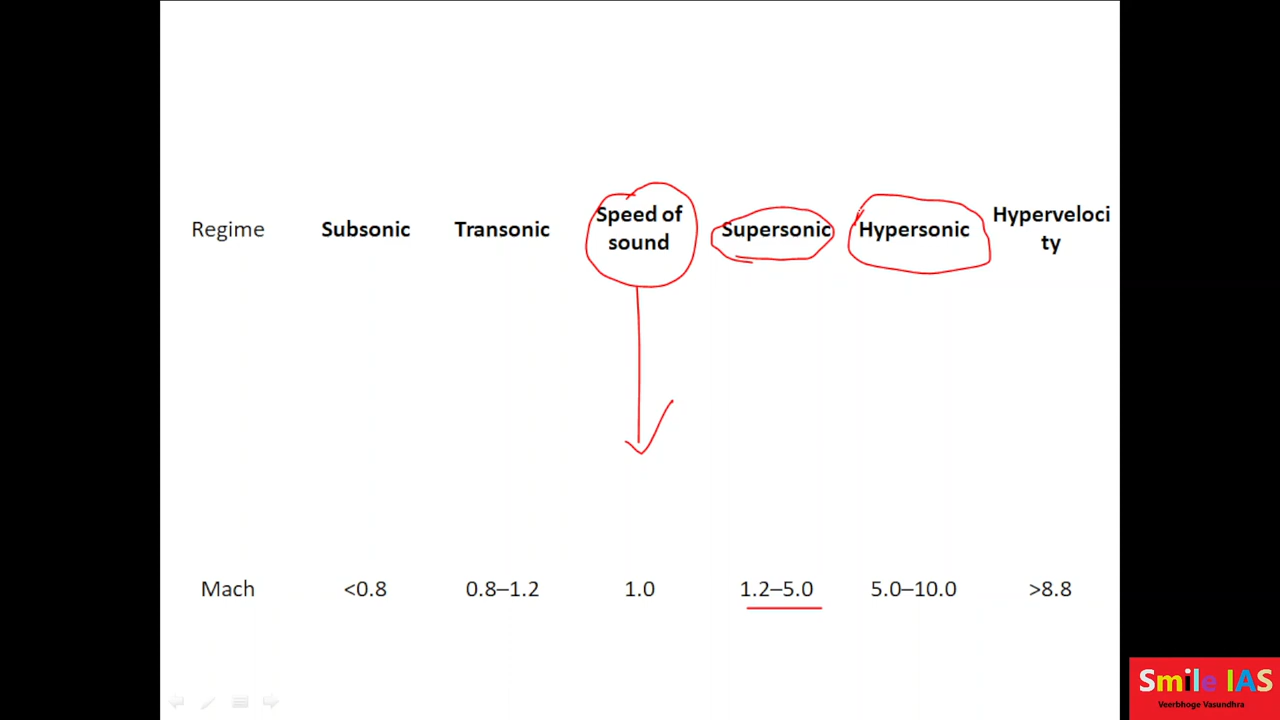 Regime Subsonic Transonic Speed of sound Supersonic Hypersonic Hyperveloci
ty
Mach <0.8 0.8–1.2 1.0 1.2–5.0 5.0–10.0 >8.8
Smile IAS
Veerbhoge Vasundhra